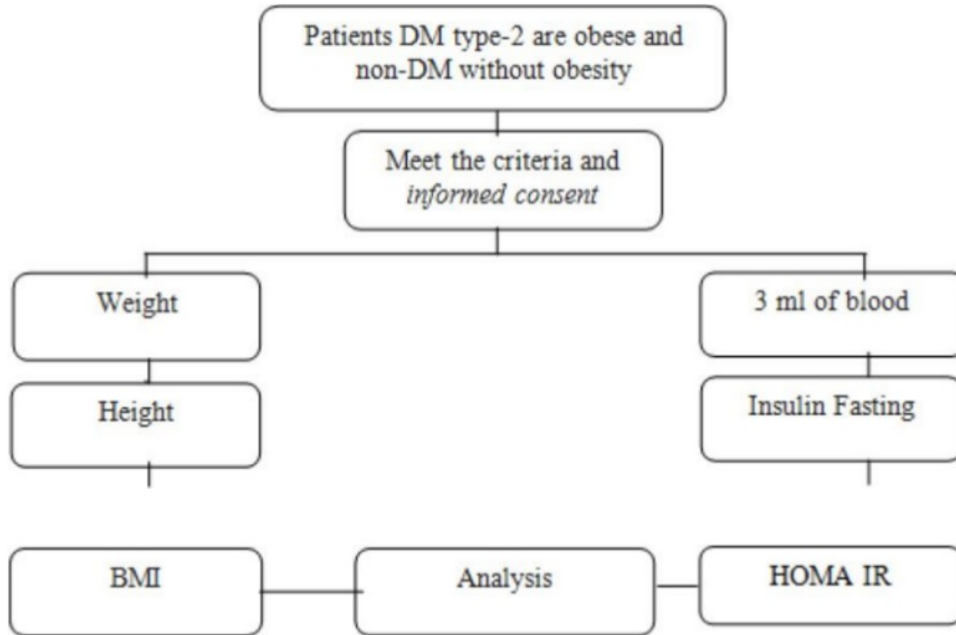 Patients DM type-2 are obese and
non-DM without obesity
Meet the criteria and
informed consent
Weight
3 ml of blood
Height
Insulin Fasting
BMI
Analysis
HOMA IR